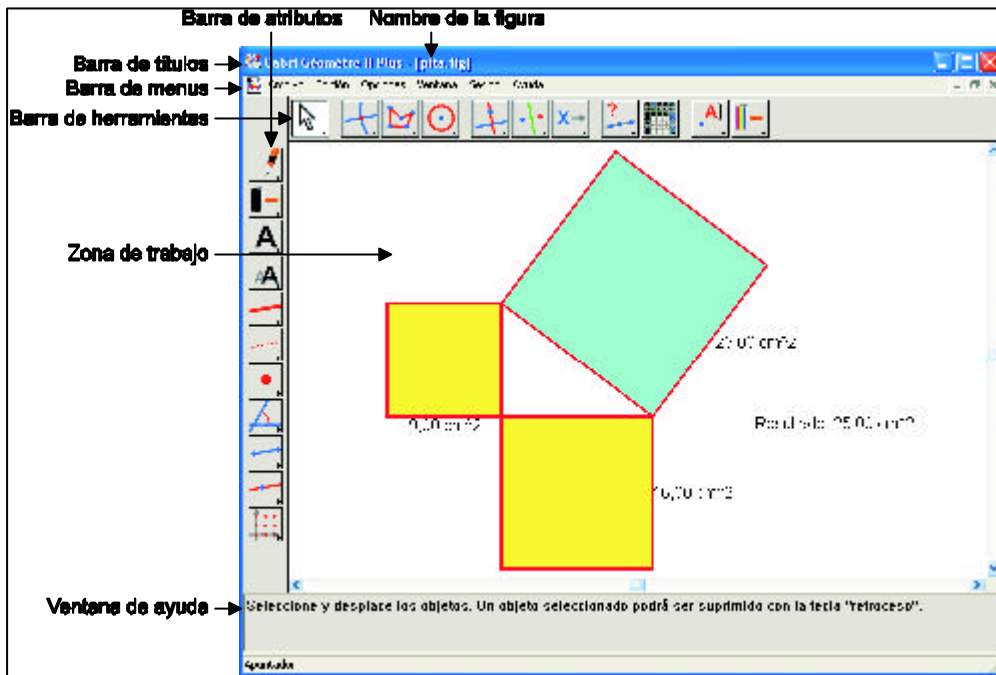 Barra de atributos Nombre de la figura
Barra de títulos
Cabri Géomètre II Plus - [pita.fig]
Barra de menus
Archivo Edición Opciones Ventana Sesión Ayuda
Barra de herramientas
Zona de trabajo
25,00 cm^2
9,00 cm^2
Resultado: 25,00 cm^2
16,00 cm^2
Ventana de ayuda
Seleccione y desplace los objetos. Un objeto seleccionado podrá ser suprimido con la tecla "retroceso".
Apuntador